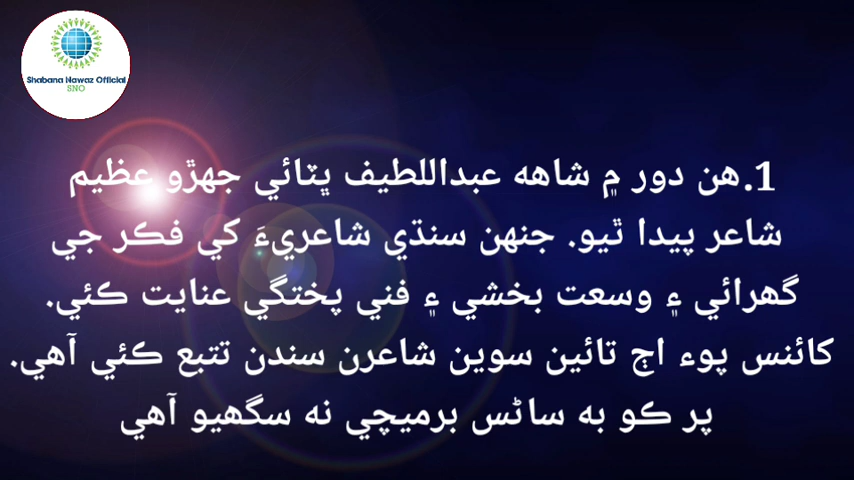 Shabana Nawaz Official
SNO
1.هن دور ۾ شاهه عبداللطيف ڀٽائي جهڙو عظيم
شاعر پيدا ٿيو. جنهن سنڌي شاعريءَ کي فڪر جي
گهرائي ۽ وسعت بخشي ۽ فني پختگي عنايت ڪئي.
کائنس پوء اڄ تائين سوين شاعرن سندن تتبع ڪئي آهي.
پر ڪو به ساڻس برميچي نه سگهيو آهي